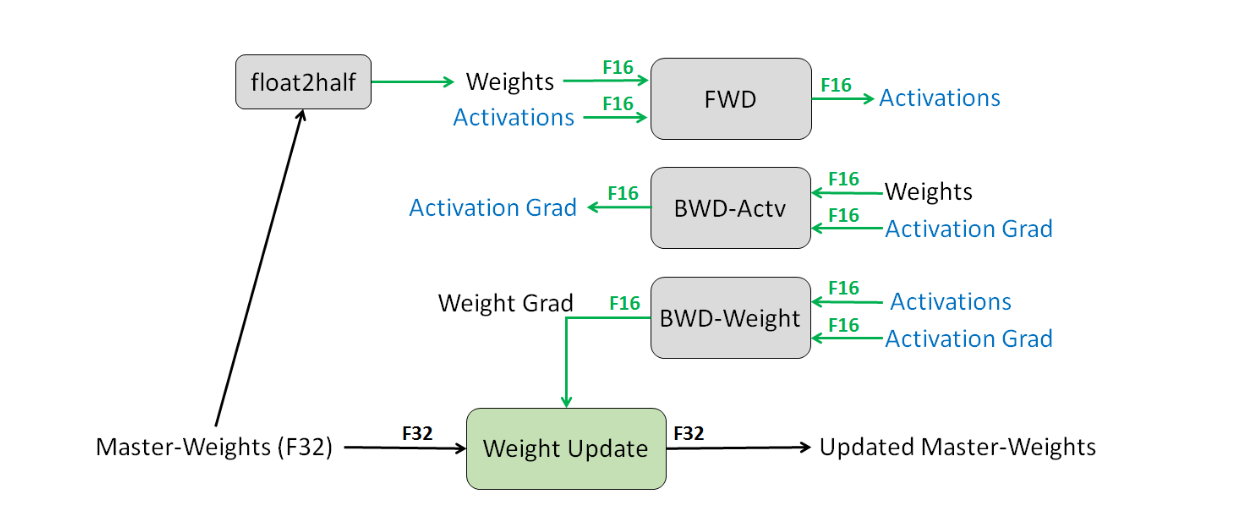 float2half
Weights
F16
Activations
F16
FWD
F16
Activations
Activation Grad
F16
BWD-Actv
F16
Weights
F16
Activation Grad
Weight Grad
F16
BWD-Weight
F16
Activations
F16
Activation Grad
Master-Weights (F32)
F32
Weight Update
F32
Updated Master-Weights